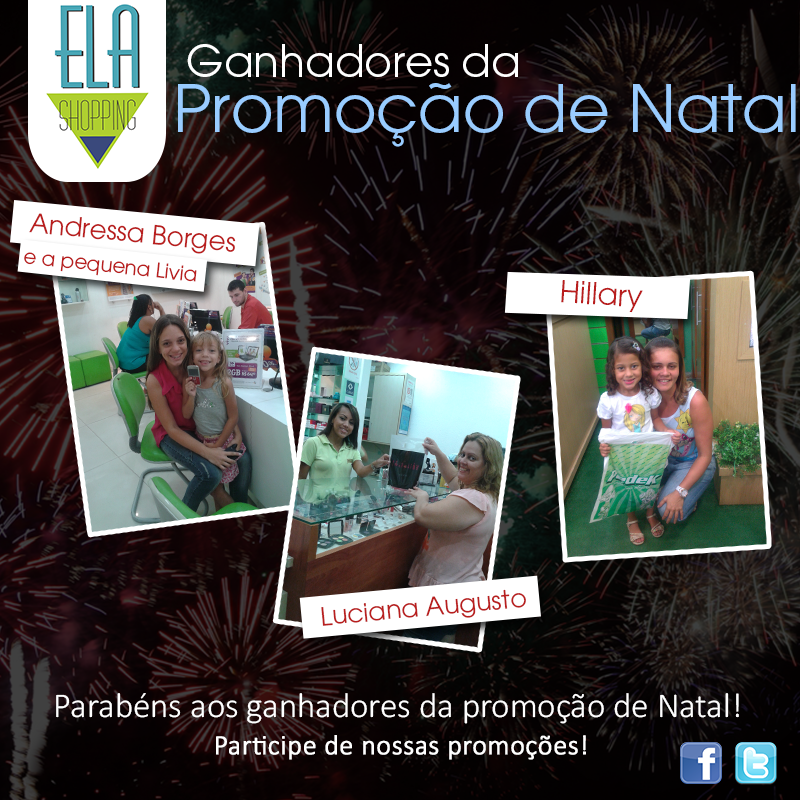 ELA
SHOPPING
Ganhadores da
Promoção de Natal
Andressa Borges
e a pequena Livia
Hillary
Luciana Augusto
Parabéns aos ganhadores da promoção de Natal!
Participe de nossas promoções!
f
t